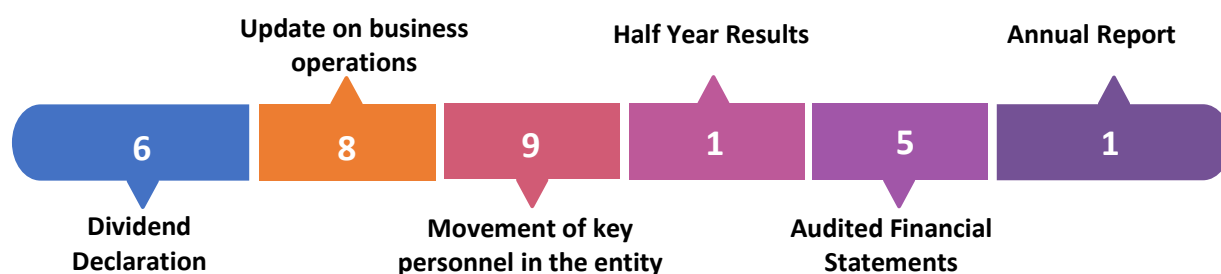 Update on business
operations
Half Year Results
Annual Report
6
8
9
1
5
1
Dividend
Declaration
Movement of key
personnel in the entity
Audited Financial
Statements